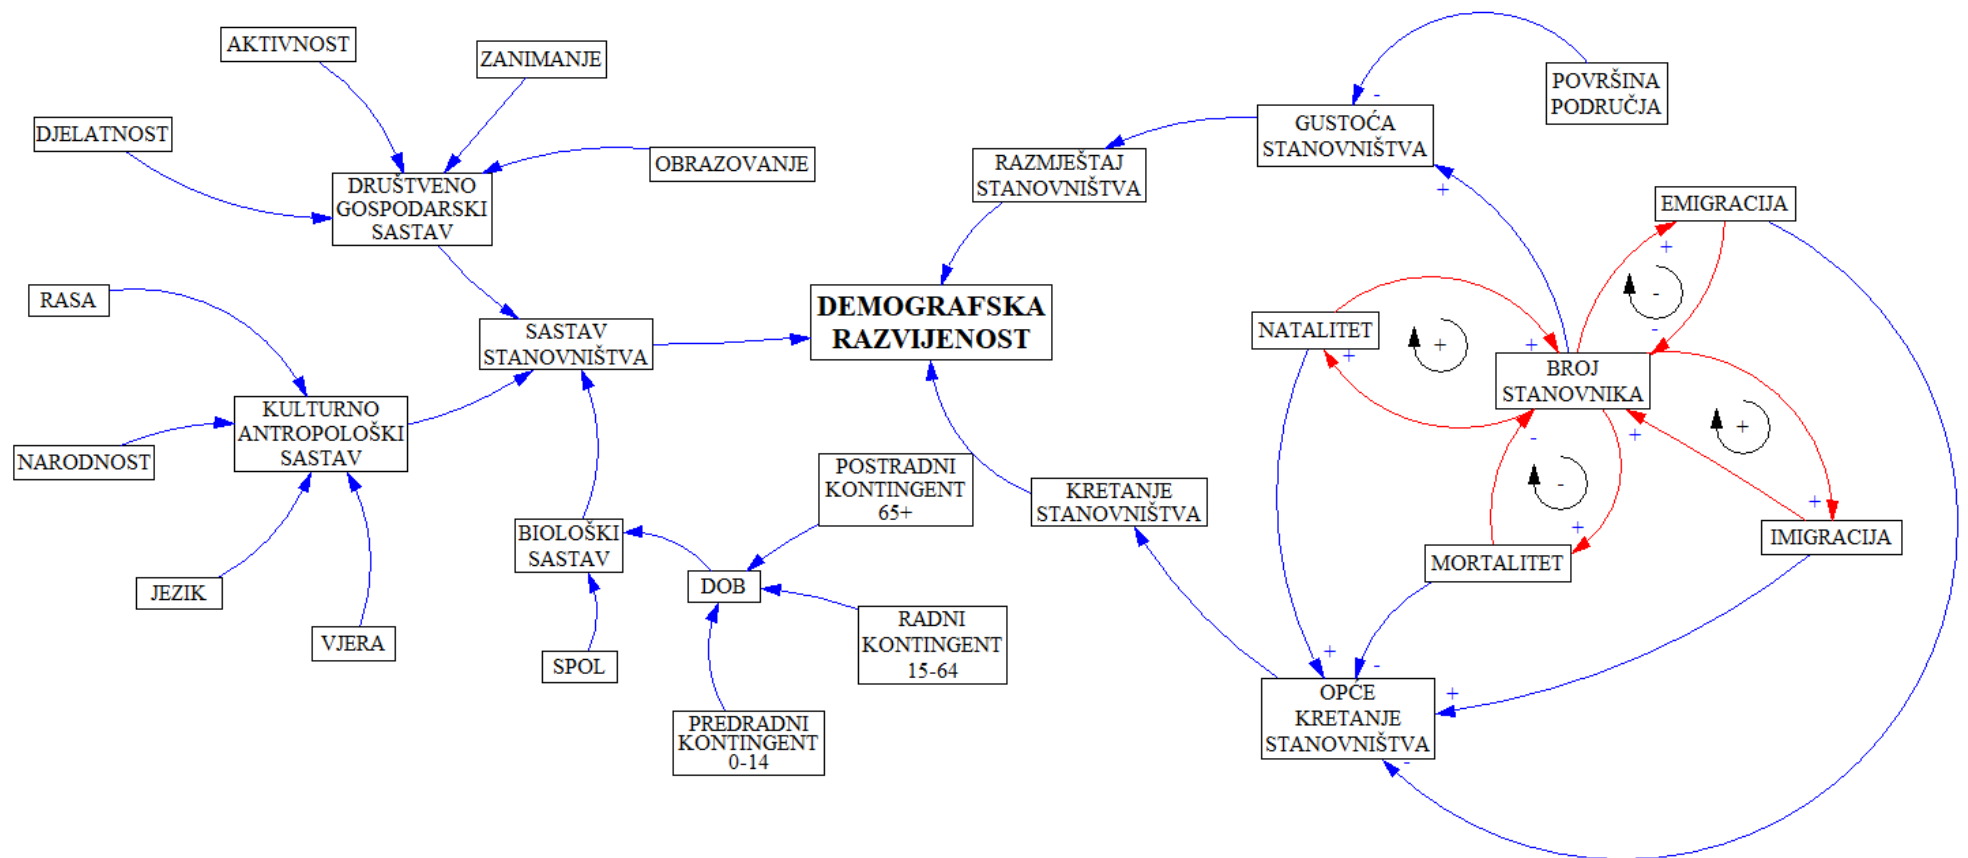 AKTIVNOST
ZANIMANJE
POVRŠINA
PODRUČJA
-
GUSTOĆA
STANOVNIŠTVA
DJELATNOST
OBRAZOVANJE
RAZMJEŠTAJ
STANOVNIŠTVA
+
DRUŠTVENO
GOSPODARSKI
SASTAV
EMIGRACIJA
+
-
-
RASA
DEMOGRAFSKA
RAZVIJENOST
SASTAV
STANOVNIŠTVA
NATALITET
+
+
+
BROJ
STANOVNIKA
KULTURNO
ANTROPOLOŠKI
SASTAV
NARODNOST
-
+
+
-
+
+
POSTRADNI
KONTINGENT
65+
KRETANJE
STANOVNIŠTVA
BIOLOŠKI
SASTAV
IMIGRACIJA
MORTALITET
JEZIK
DOB
VJERA
SPOL
RADNI
KONTINGENT
15-64
+
-
+
OPĆE
KRETANJE
STANOVNIŠTVA
-
PREDRADNI
KONTINGENT
0-14